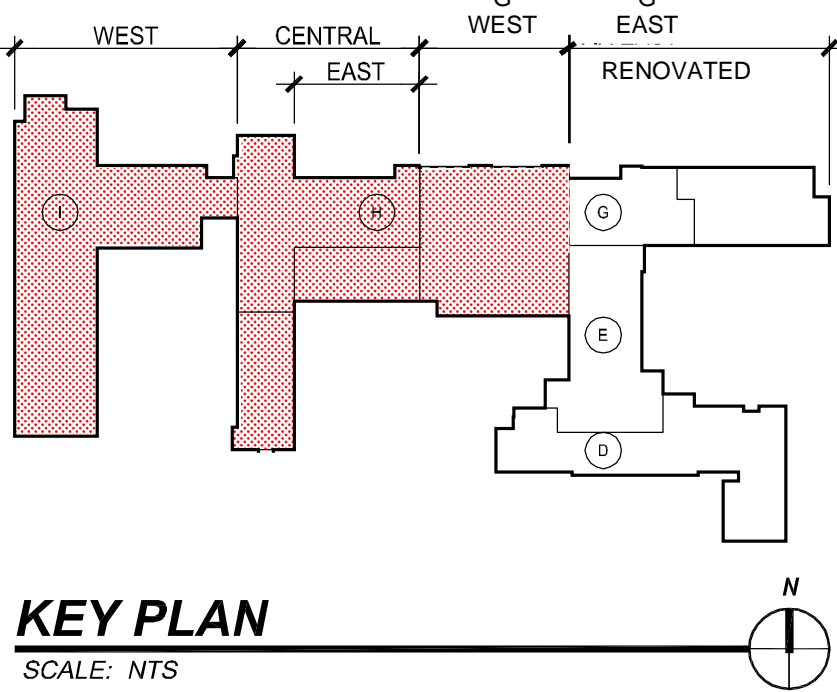 G
G
WEST
EAST
WEST
CENTRAL
EAST
RENOVATED
I
H
G
E
D
N
KEY PLAN
SCALE: NTS